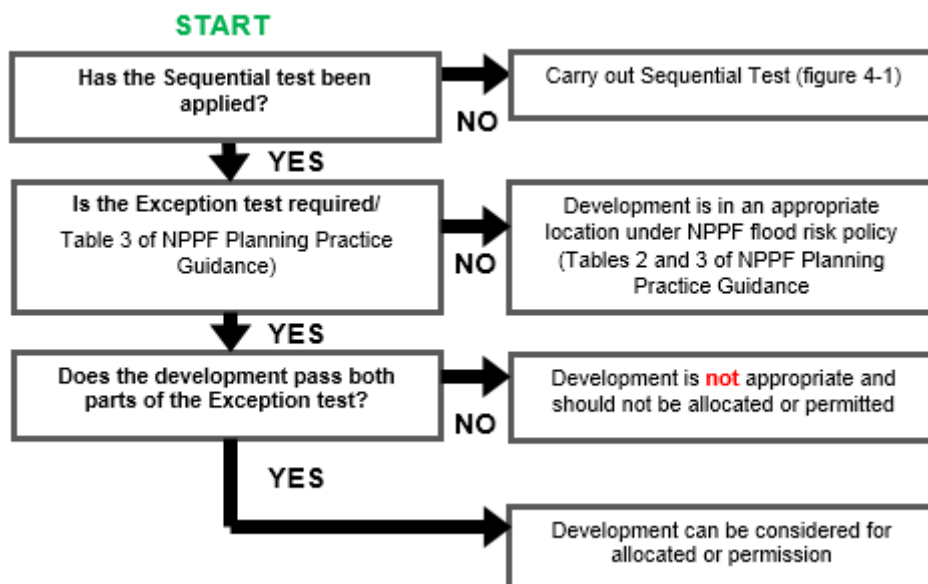 START
Has the Sequential test been
applied?
NO
Carry out Sequential Test (figure 4-1)
YES
Is the Exception test required/
Table 3 of NPPF Planning Practice
Guidance)
NO
Development is in an appropriate
location under NPPF flood risk policy
(Tables 2 and 3 of NPPF Planning
Practice Guidance
YES
Does the development pass both
parts of the Exception test?
NO
Development is not appropriate and
should not be allocated or permitted
YES
Development can be considered for
allocated or permission